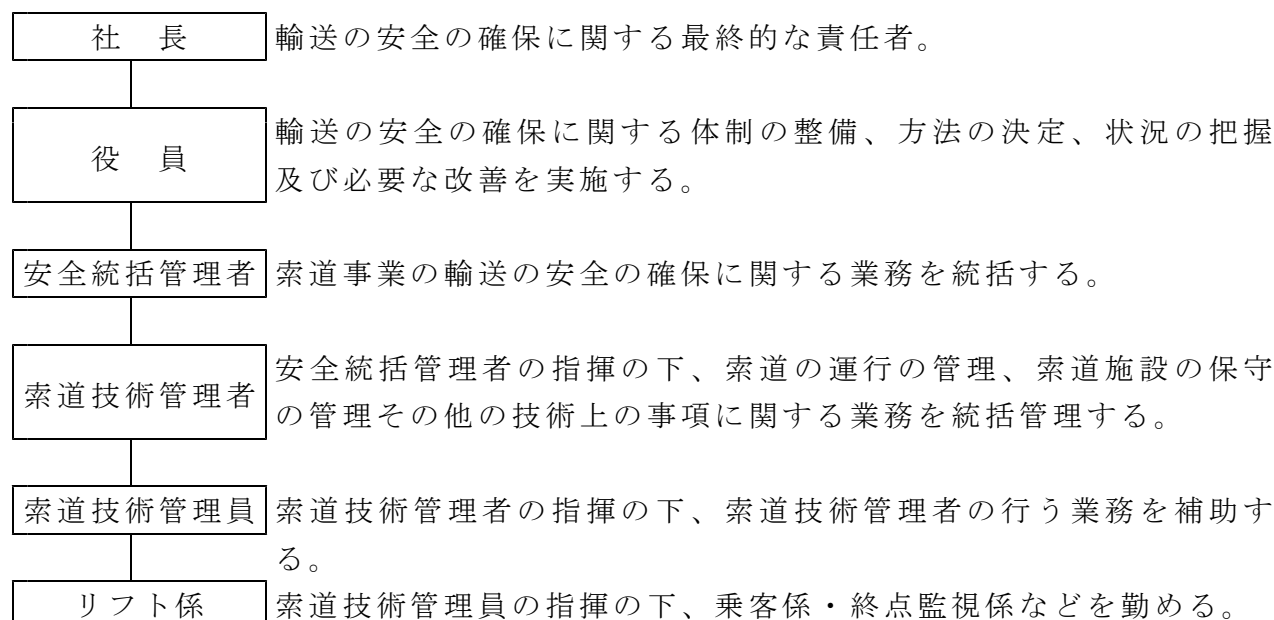 社 長 輸送の安全の確保に関する最終的な責任者。
役 員 輸送の安全の確保に関する体制の整備、方法の決定、状況の把握
及び必要な改善を実施する。
安全統括管理者 索道事業の輸送の安全の確保に関する業務を統括する。
索道技術管理者 安全統括管理者の指揮の下、索道の運行の管理、索道施設の保守
の管理その他の技術上の事項に関する業務を統括管理する。
索道技術管理員 索道技術管理者の指揮の下、索道技術管理者の行う業務を補助す
る。
リフト係 索道技術管理員の指揮の下、乗客係・終点監視係などを勤める。